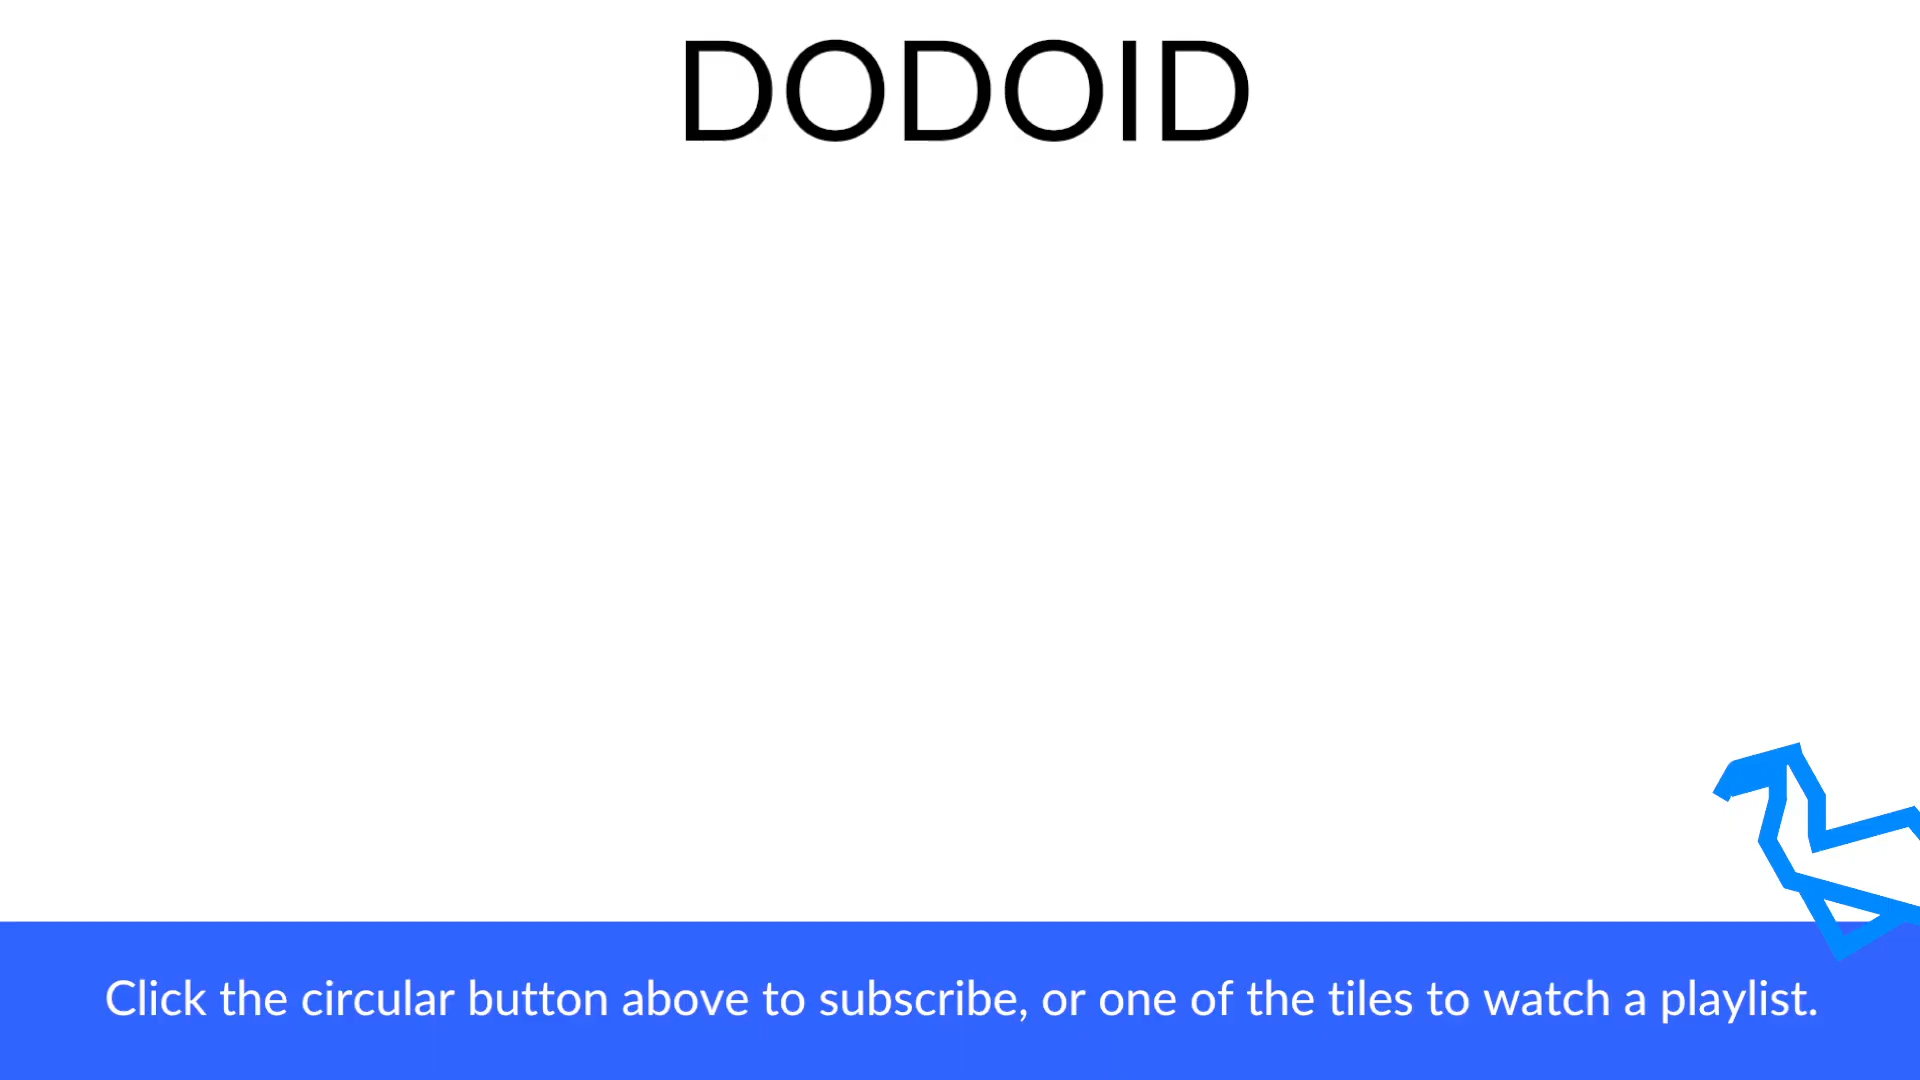 DODOID
Click the circular button above to subscribe, or one of the tiles to watch a playlist.